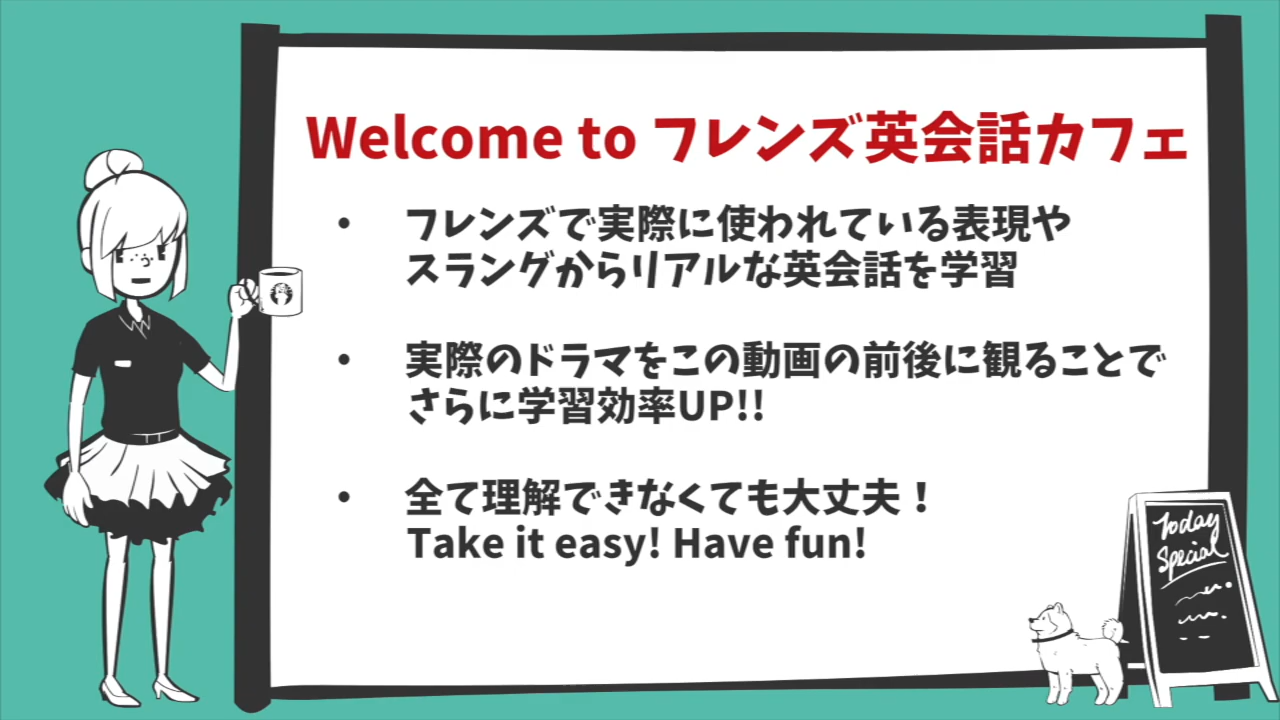 Welcome to フレンズ英会話カフェ
・ フレンズで実際に使われている表現や
スラングからリアルな英会話を学習
・ 実際のドラマをこの動画の前後に観ることで
さらに学習効率UP!!
・ 全て理解できなくても大丈夫！
Take it easy! Have fun!
Today
Special